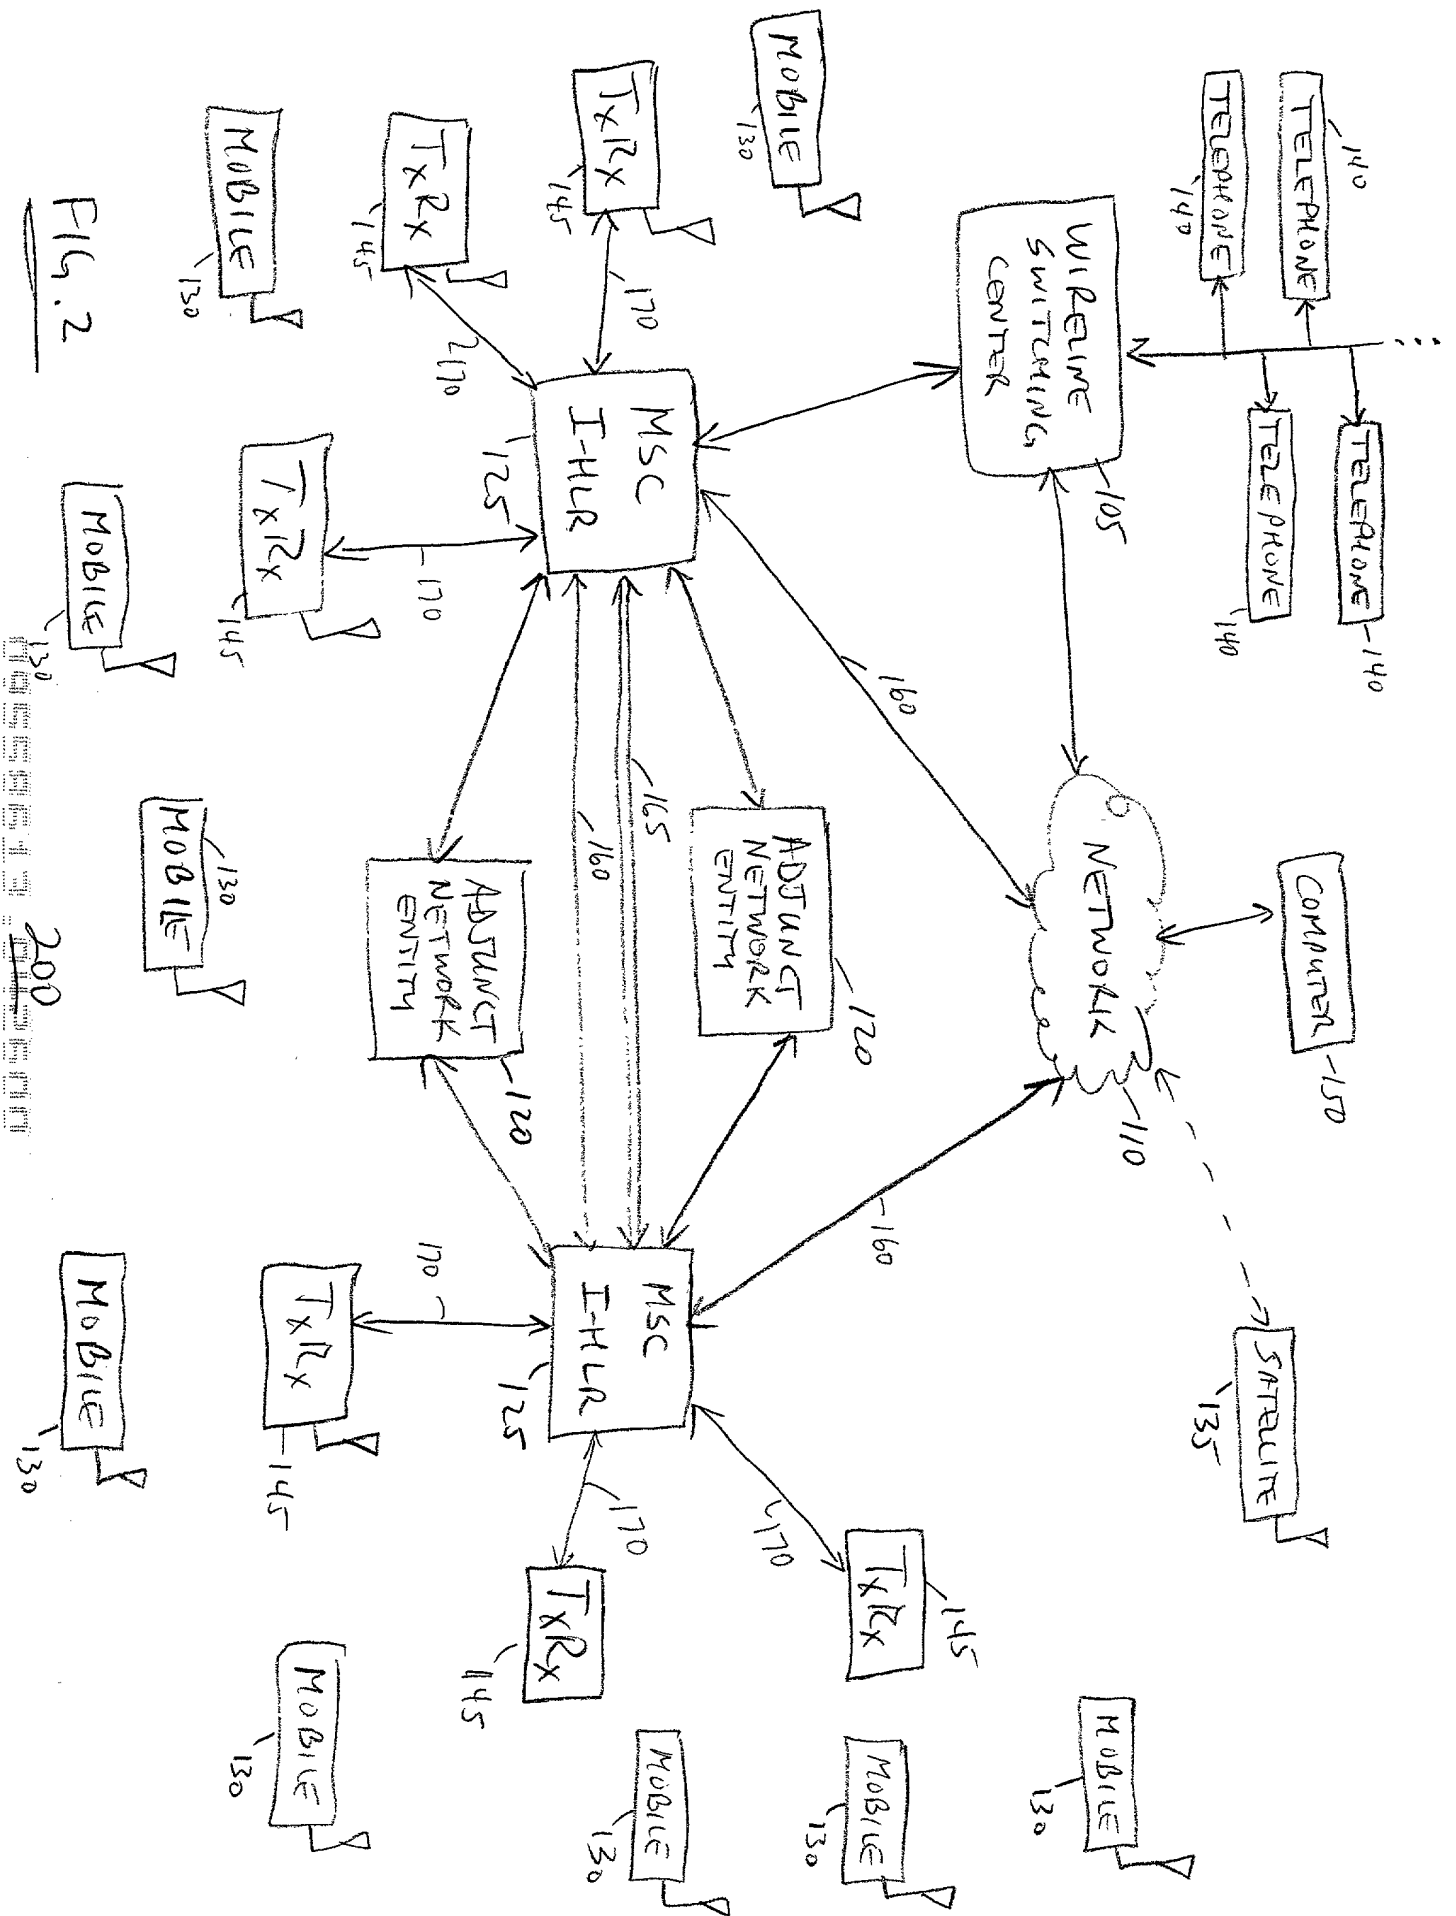 TELEPHONE
140
TELEPHONE
140
TELEPHONE
140
TELEPHONE
140
COMPUTER
150
SATELLITE
135
WIRELINE
SWITCHING
CENTER
105
NETWORK
110
MOBILE
130
MOBILE
130
160
160
ADJUNCT
NETWORK
ENTITY
120
TxRx
145
170
MSC
I-HLR
125
165
160
MSC
I-HLR
125
170
TxRx
145
MOBILE
130
TxRx
145
170
ADJUNCT
NETWORK
ENTITY
120
170
TxRx
145
MOBILE
130
MOBILE
130
TxRx
145
170
170
TxRx
145
MOBILE
130
MOBILE
130
MOBILE
130
MOBILE
130
FIG. 2
200